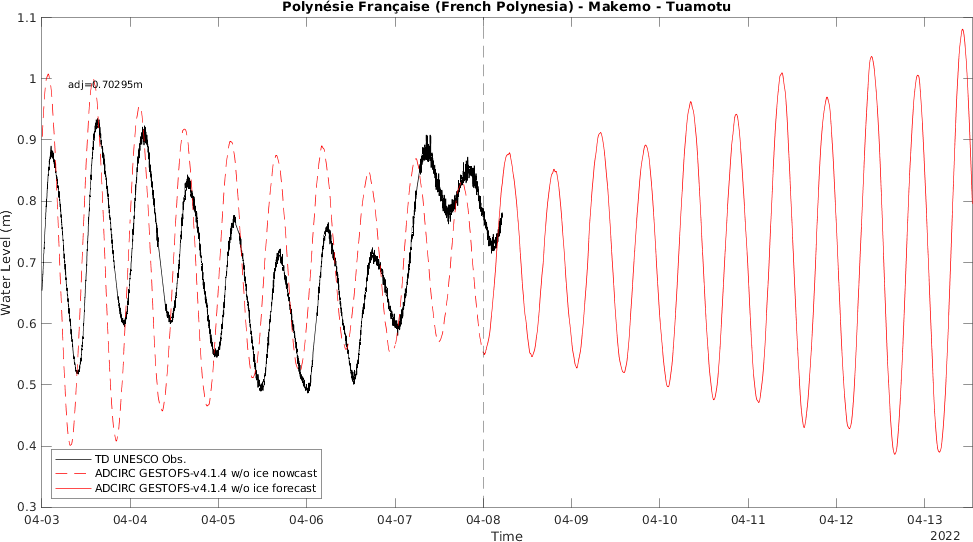 Polynésie Française (French Polynesia) - Makemo - Tuamotu
adj=0.70295m
Water Level (m)
1.1
1
0.9
0.8
0.7
0.6
0.5
0.4
0.3
TD UNESCO Obs.
ADCIRC GESTOFS-v4.1.4 w/o ice nowcast
ADCIRC GESTOFS-v4.1.4 w/o ice forecast
04-03 04-04 04-05 04-06 04-07 04-08 04-09 04-10 04-11 04-12 04-13
Time
2022